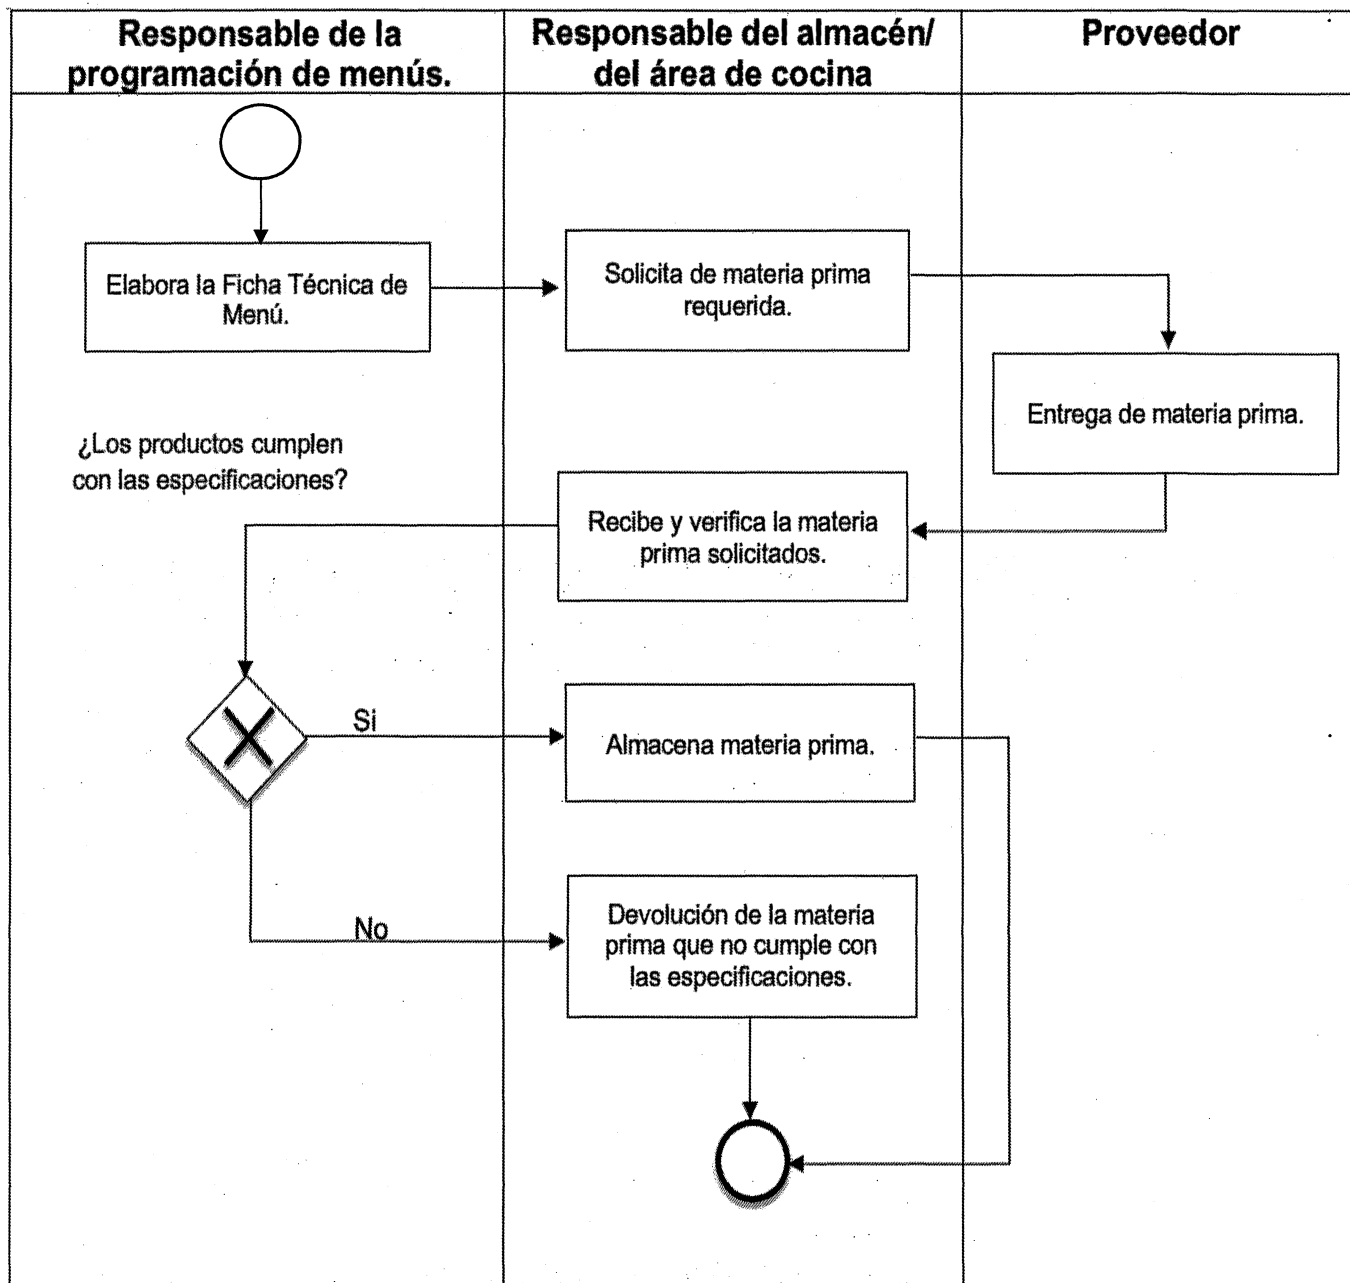 Responsable de la
programación de menús.
Responsable del almacén/
del área de cocina
Proveedor
Elabora la Ficha Técnica de
Menú.
Solicita de materia prima
requerida.
Entrega de materia prima.
¿Los productos cumplen
con las especificaciones?
Recibe y verifica la materia
prima solicitados.
Si
Almacena materia prima.
No
Devolución de la materia
prima que no cumple con
las especificaciones.